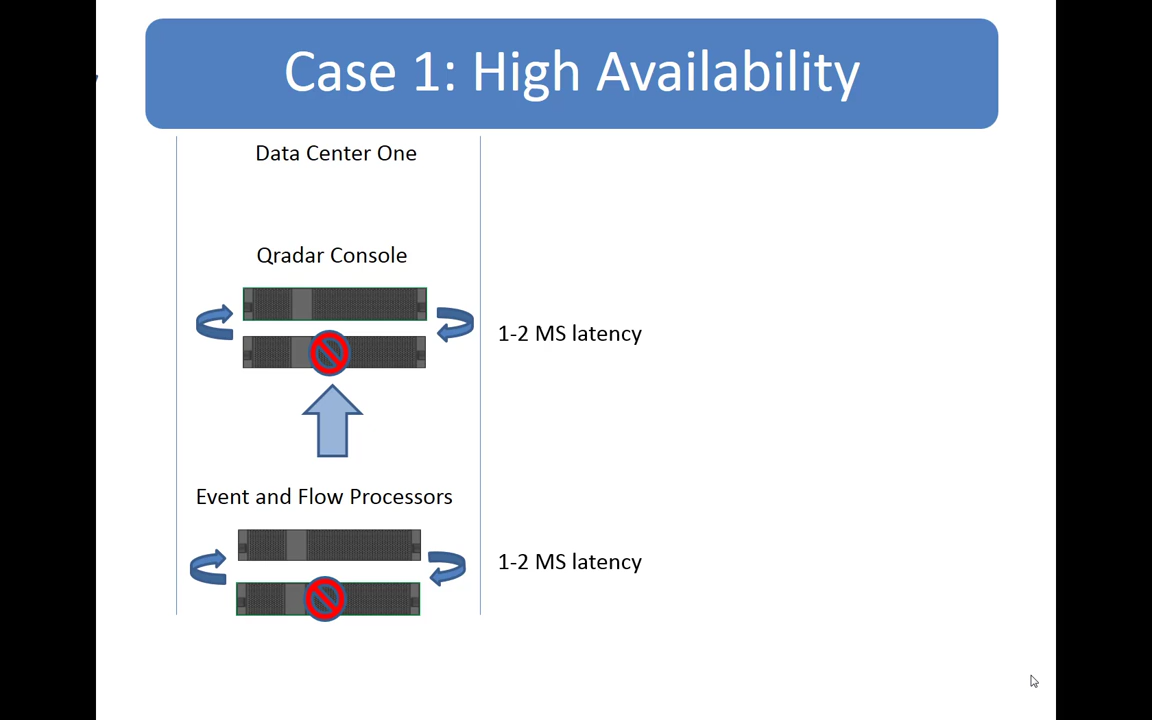 Case 1: High Availability
Data Center One
Qradar Console
1-2 MS latency
Event and Flow Processors
1-2 MS latency